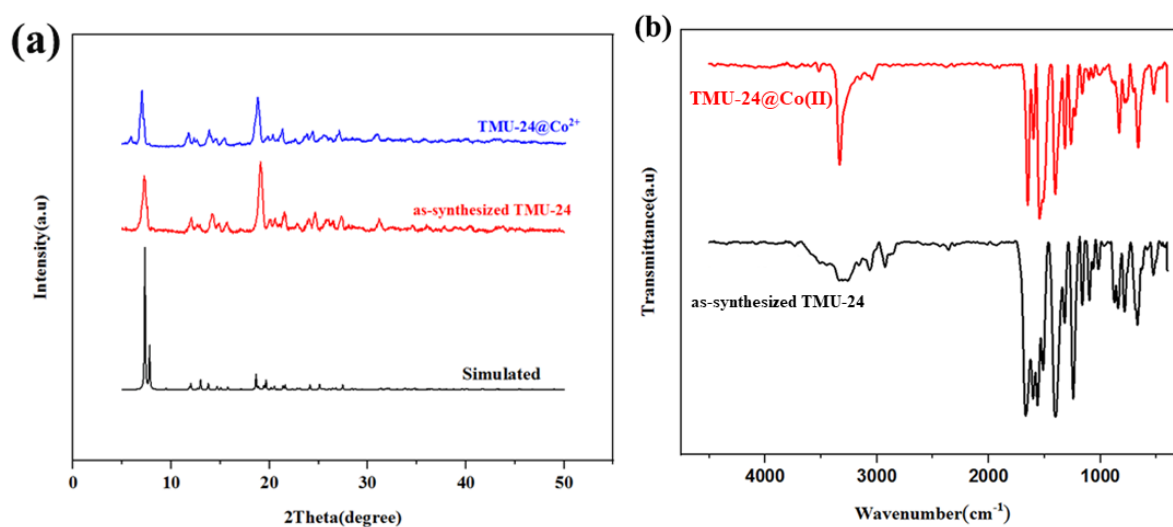 (a)
TMU-24@Co²⁺
as-synthesized TMU-24
Simulated
Intensity(a.u)
0 10 20 30 40 50
2Theta(degree)
(b)
TMU-24@Co(II)
as-synthesized TMU-24
Transmittance(a.u)
4000 3000 2000 1000
Wavenumber(cm⁻¹)